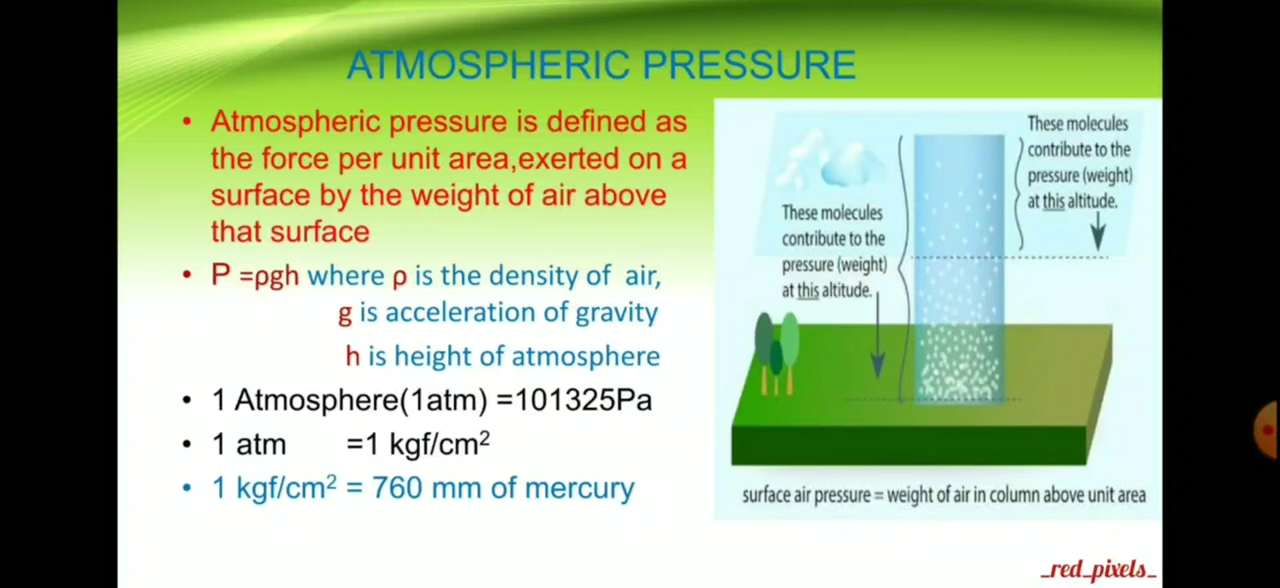 ATMOSPHERIC PRESSURE
• Atmospheric pressure is defined as
the force per unit area,exerted on a
surface by the weight of air above
that surface
• P =ρgh where ρ is the density of air,
g is acceleration of gravity
h is height of atmosphere
• 1 Atmosphere(1atm) =101325Pa
• 1 atm =1 kgf/cm²
• 1 kgf/cm² = 760 mm of mercury
These molecules
contribute to the
pressure (weight)
at this altitude.
These molecules
contribute to the
pressure (weight)
at this altitude.
surface air pressure = weight of air in column above unit area
_red_pixels_